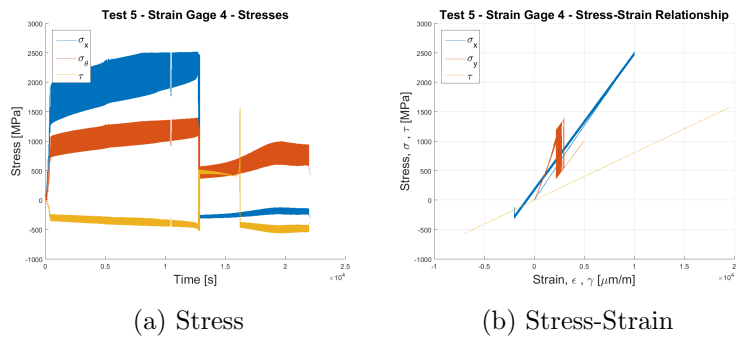 Test 5 - Strain Gage 4 - Stresses
σx
σθ
τ
Stress [MPa]
3000
2500
2000
1500
1000
500
0
-500
-1000
0
0.5
1
1.5
2
2.5
×10⁴
Time [s]
(a) Stress
Test 5 - Strain Gage 4 - Stress-Strain Relationship
σx
σy
τ
Stress, σ , τ [MPa]
3000
2500
2000
1500
1000
500
0
-500
-1000
-1
-0.5
0
0.5
1
1.5
2
×10⁴
Strain, ϵ , γ [μm/m]
(b) Stress-Strain